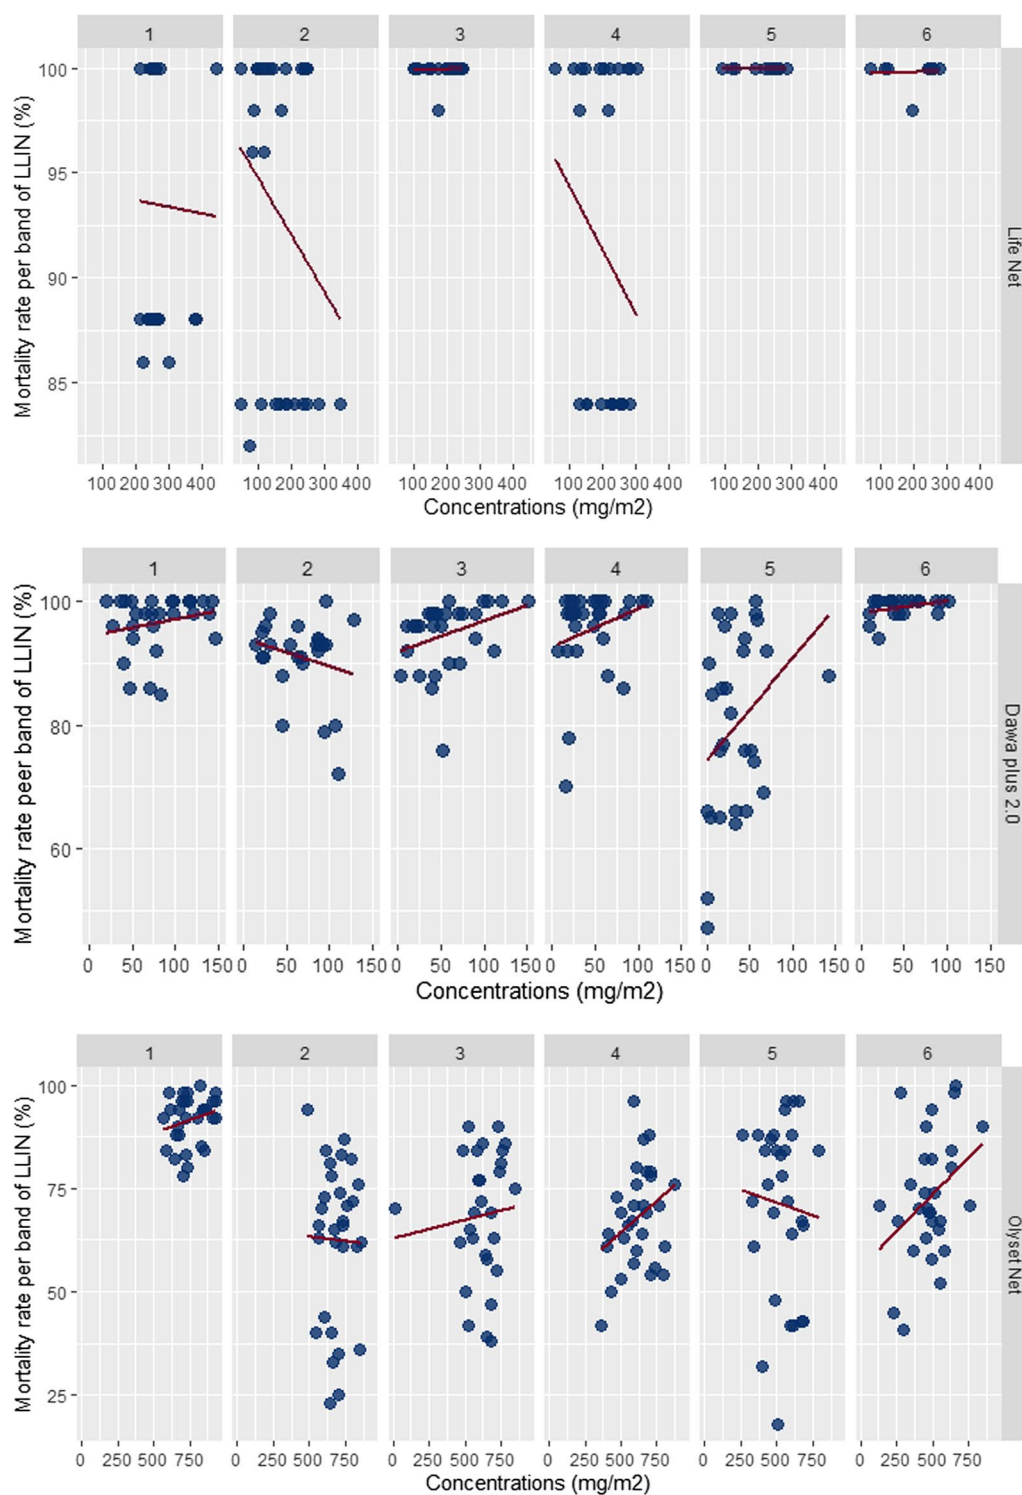 1 2 3 4 5 6
Mortality rate per band of LLIN (%)
100
95
90
85
Life Net
100 200 300 400 100 200 300 400 100 200 300 400 100 200 300 400 100 200 300 400 100 200 300 400
Concentrations (mg/m2)
1 2 3 4 5 6
Mortality rate peer band of LLIN (%)
100
80
60
Dawa plus 2.0
0 50 100 150 0 50 100 150 0 50 100 150 0 50 100 150 0 50 100 150 0 50 100 150
Concentrations (mg/m2)
1 2 3 4 5 6
Mortality rate per band of LLIN (%)
100
75
50
25
Olyset Net
0 250 500 750 0 250 500 750 0 250 500 750 0 250 500 750 0 250 500 750 0 250 500 750
Concentrations (mg/m2)